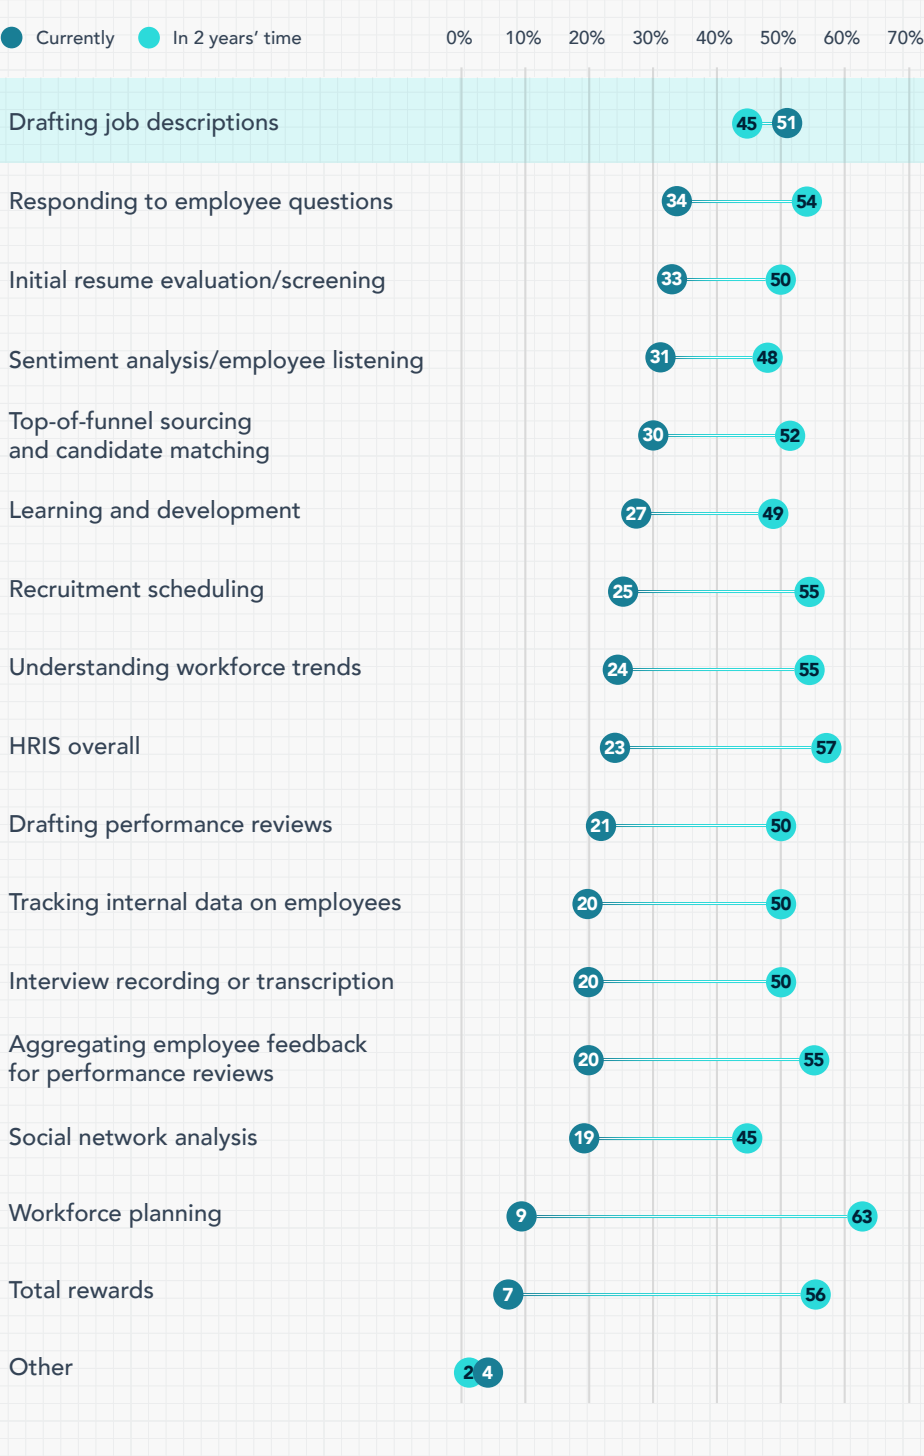 Currently In 2 years’ time 0% 10% 20% 30% 40% 50% 60% 70%
Drafting job descriptions 45 51
Responding to employee questions 34 54
Initial resume evaluation/screening 33 50
Sentiment analysis/employee listening 31 48
Top-of-funnel sourcing
and candidate matching 30 52
Learning and development 27 49
Recruitment scheduling 25 55
Understanding workforce trends 24 55
HRIS overall 23 57
Drafting performance reviews 21 50
Tracking internal data on employees 20 50
Interview recording or transcription 20 50
Aggregating employee feedback
for performance reviews 20 55
Social network analysis 19 45
Workforce planning 9 63
Total rewards 7 56
Other 2 4